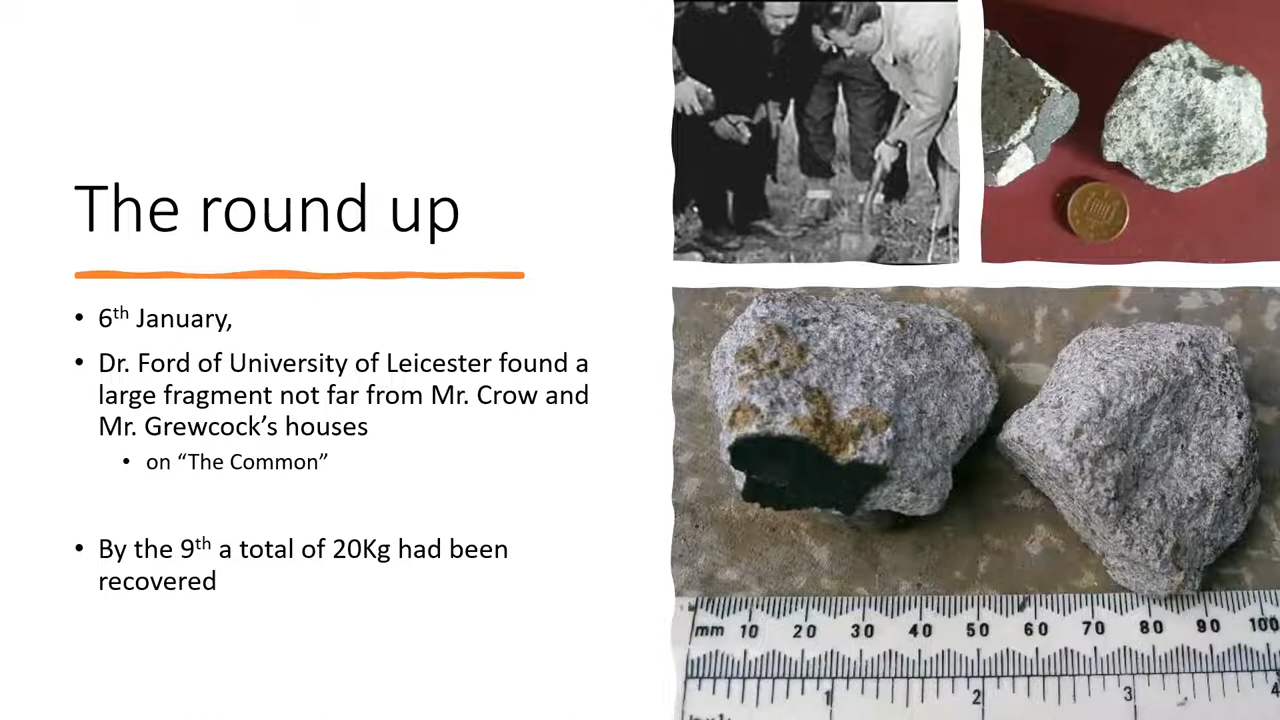 The round up
• 6th January,
• Dr. Ford of University of Leicester found a
large fragment not far from Mr. Crow and
Mr. Grewcock’s houses
• on “The Common”
• By the 9th a total of 20Kg had been
recovered
mm 10 20 30 40 50 60 70 80 90 100
1 2 3 4